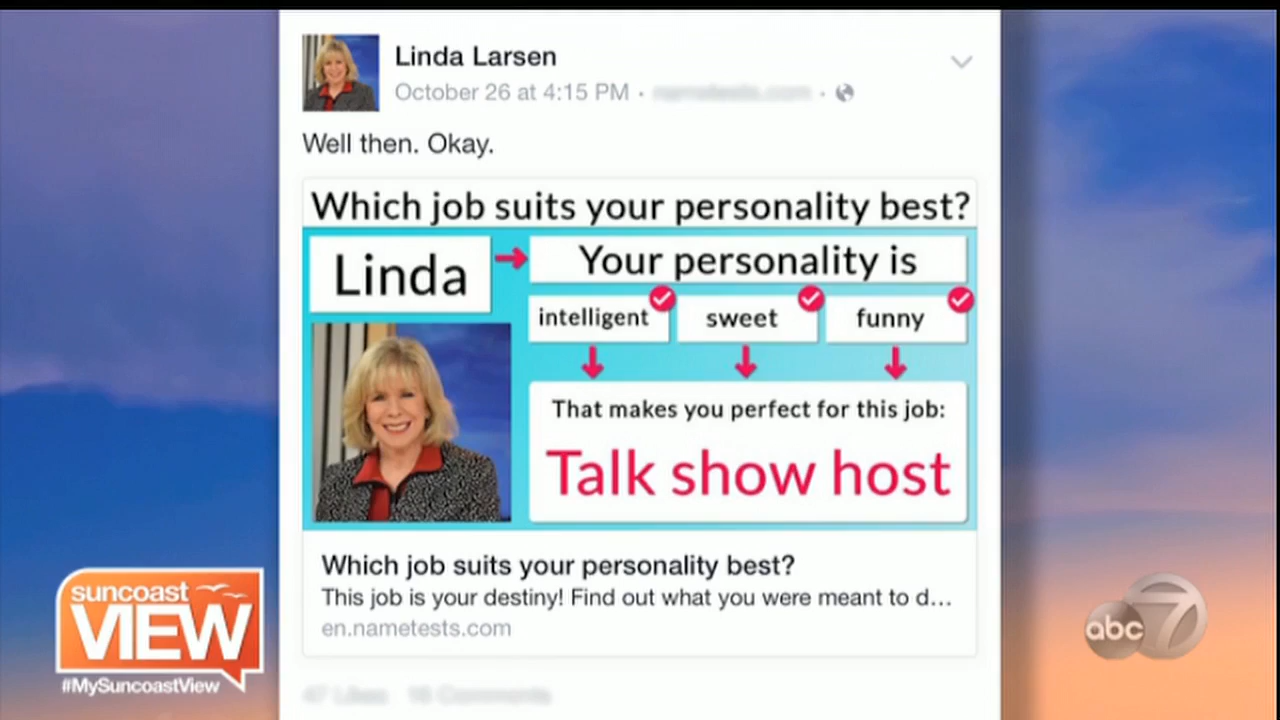 Linda Larsen
October 26 at 4:15 PM ·
Well then. Okay.
Which job suits your personality best?
Linda
Your personality is
intelligent
sweet
funny
That makes you perfect for this job:
Talk show host
Which job suits your personality best?
This job is your destiny! Find out what you were meant to d...
en.nametests.com
suncoast
VIEW
#MySuncoastView
abc 7